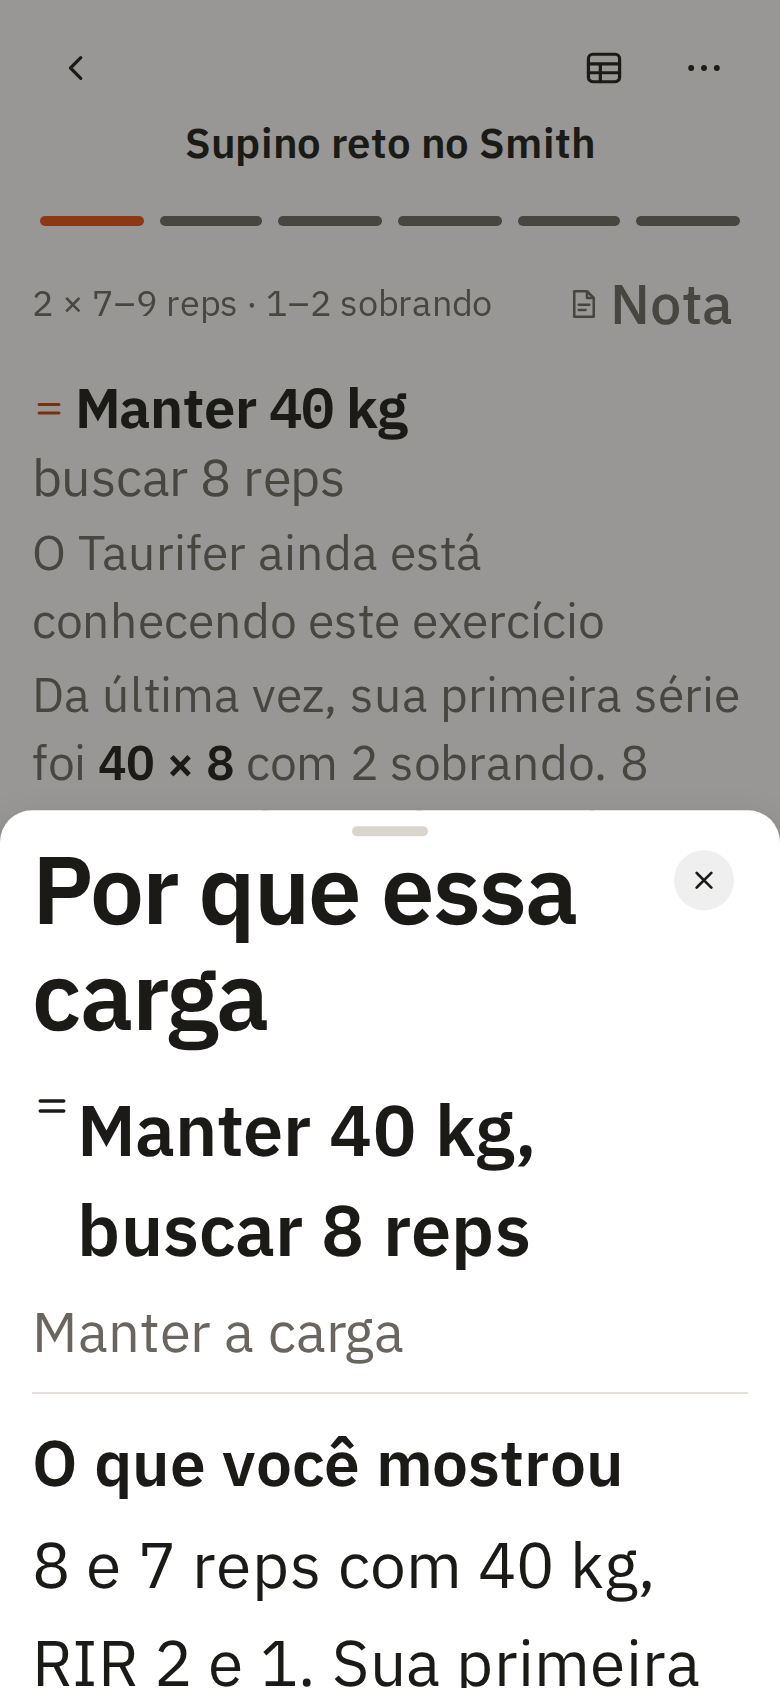 Supino reto no Smith
2 × 7–9 reps · 1–2 sobrando
Nota
= Manter 40 kg
buscar 8 reps
O Taurifer ainda está
conhecendo este exercício
Da última vez, sua primeira série
foi 40 × 8 com 2 sobrando. 8
Por que essa
carga
= Manter 40 kg,
buscar 8 reps
Manter a carga
O que você mostrou
8 e 7 reps com 40 kg,
RIR 2 e 1. Sua primeira